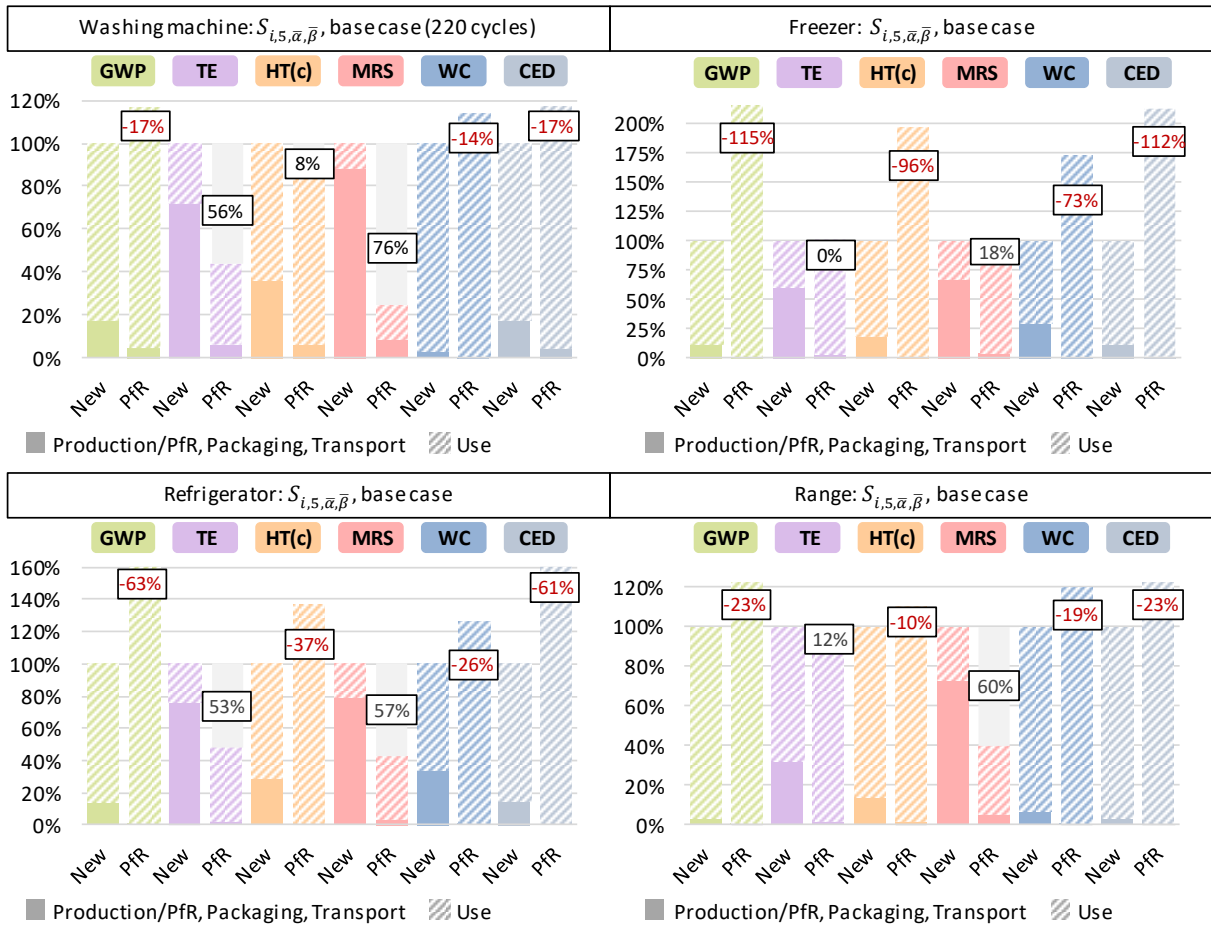 Washing machine: S i,5,α̅,β̅ , base case (220 cycles)
GWP TE HT(c) MRS WC CED
120%
100%
80%
60%
40%
20%
0%
-17% 56% 8% 76% -14% -17%
New PfR New PfR New PfR New PfR New PfR New PfR
Production/PfR, Packaging, Transport Use
Freezer: S i,5,α̅,β̅ , base case
GWP TE HT(c) MRS WC CED
200%
175%
150%
125%
100%
75%
50%
25%
0%
-115% 0% -96% 18% -73% -112%
New PfR New PfR New PfR New PfR New PfR New PfR
Production/PfR, Packaging, Transport Use
Refrigerator: S i,5,α̅,β̅ , base case
GWP TE HT(c) MRS WC CED
160%
140%
120%
100%
80%
60%
40%
20%
0%
-63% 53% -37% 57% -26% -61%
New PfR New PfR New PfR New PfR New PfR New PfR
Production/PfR, Packaging, Transport Use
Range: S i,5,α̅,β̅ , base case
GWP TE HT(c) MRS WC CED
120%
100%
80%
60%
40%
20%
0%
-23% 12% -10% 60% -19% -23%
New PfR New PfR New PfR New PfR New PfR New PfR
Production/PfR, Packaging, Transport Use